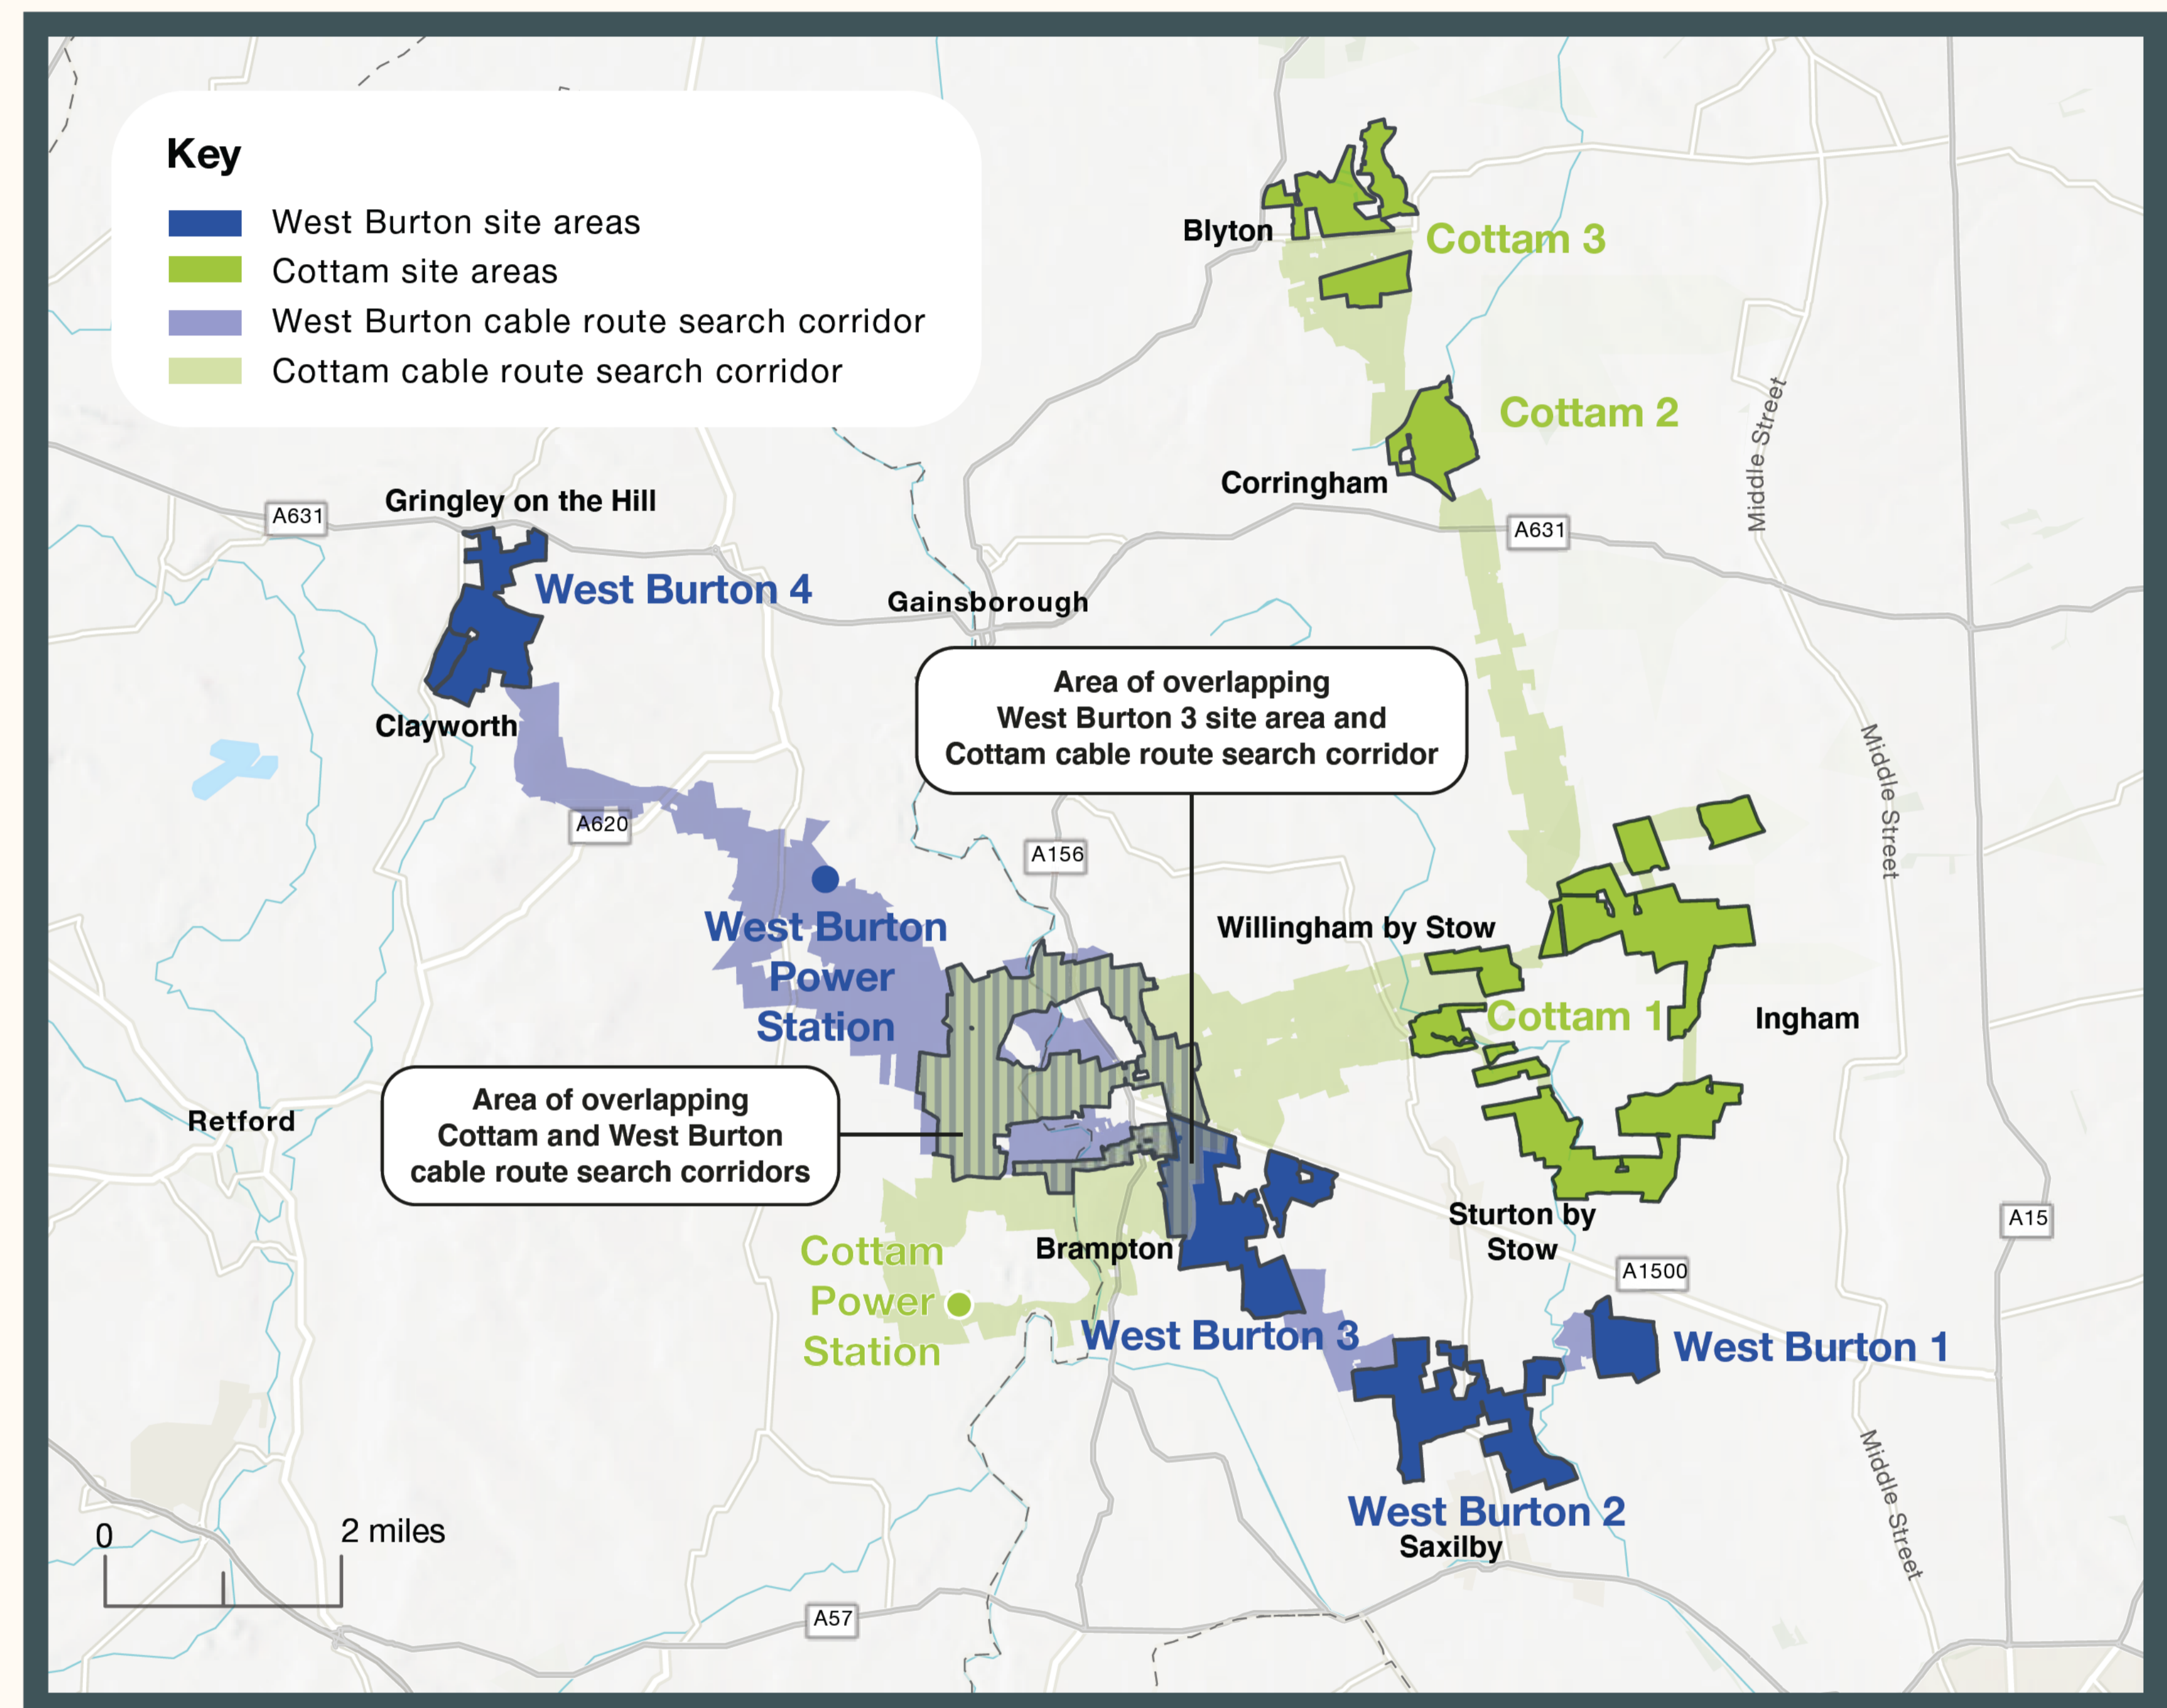 Key
West Burton site areas
Cottam site areas
West Burton cable route search corridor
Cottam cable route search corridor
Blyton
Cottam 3
Cottam 2
Middle Street
Corringham
Gringley on the Hill
A631
A631
West Burton 4
Gainsborough
Area of overlapping
West Burton 3 site area and
Cottam cable route search corridor
Clayworth
Middle Street
A620
A156
West Burton
Power
Station
Willingham by Stow
Cottam 1
Ingham
Area of overlapping
Cottam and West Burton
cable route search corridors
Retford
Sturton by
Stow
A15
Brampton
Cottam
Power
Station
A1500
West Burton 3
West Burton 1
West Burton 2
Saxilby
Middle Street
0
2 miles
A57